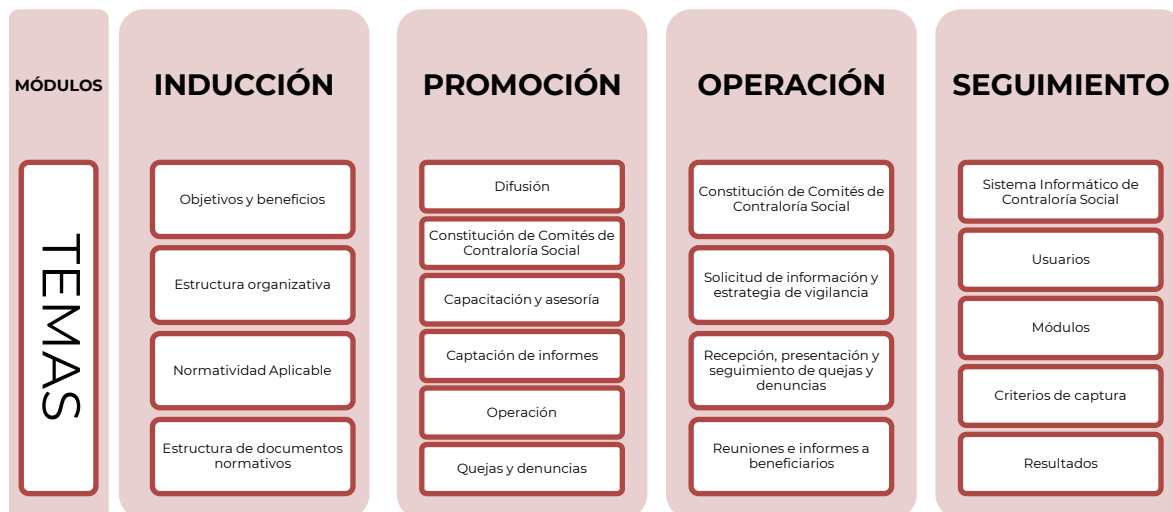 MÓDULOS
TEMAS
INDUCCIÓN
Objetivos y beneficios
Estructura organizativa
Normatividad Aplicable
Estructura de documentos
normativos
PROMOCIÓN
Difusión
Constitución de Comités de
Contraloría Social
Capacitación y asesoría
Captación de informes
Operación
Quejas y denuncias
OPERACIÓN
Constitución de Comités de
Contraloría Social
Solicitud de información y
estrategia de vigilancia
Recepción, presentación y
seguimiento de quejas y
denuncias
Reuniones e informes a
beneficiarios
SEGUIMIENTO
Sistema Informático de
Contraloría Social
Usuarios
Módulos
Criterios de captura
Resultados